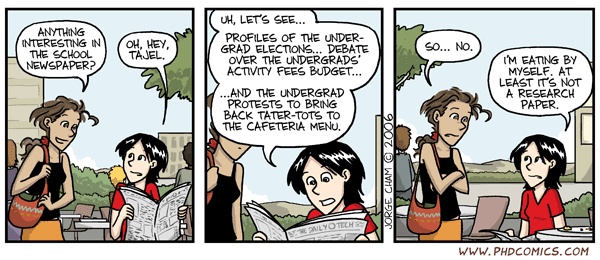 ANYTHING
INTERESTING IN
THE SCHOOL
NEWSPAPER?
OH, HEY,
TAJEL.
UH, LET'S SEE...
PROFILES OF THE UNDER-
GRAD ELECTIONS... DEBATE
OVER THE UNDERGRADS'
ACTIVITY FEES BUDGET...
...AND THE UNDERGRAD
PROTESTS TO BRING
BACK TATER-TOTS TO
THE CAFETERIA MENU.
THE DAILY TECH
JORGE CHAM © 2006
SO... NO.
I'M EATING BY
MYSELF. AT
LEAST IT'S NOT
A RESEARCH
PAPER.
WWW.PHDCOMICS.COM